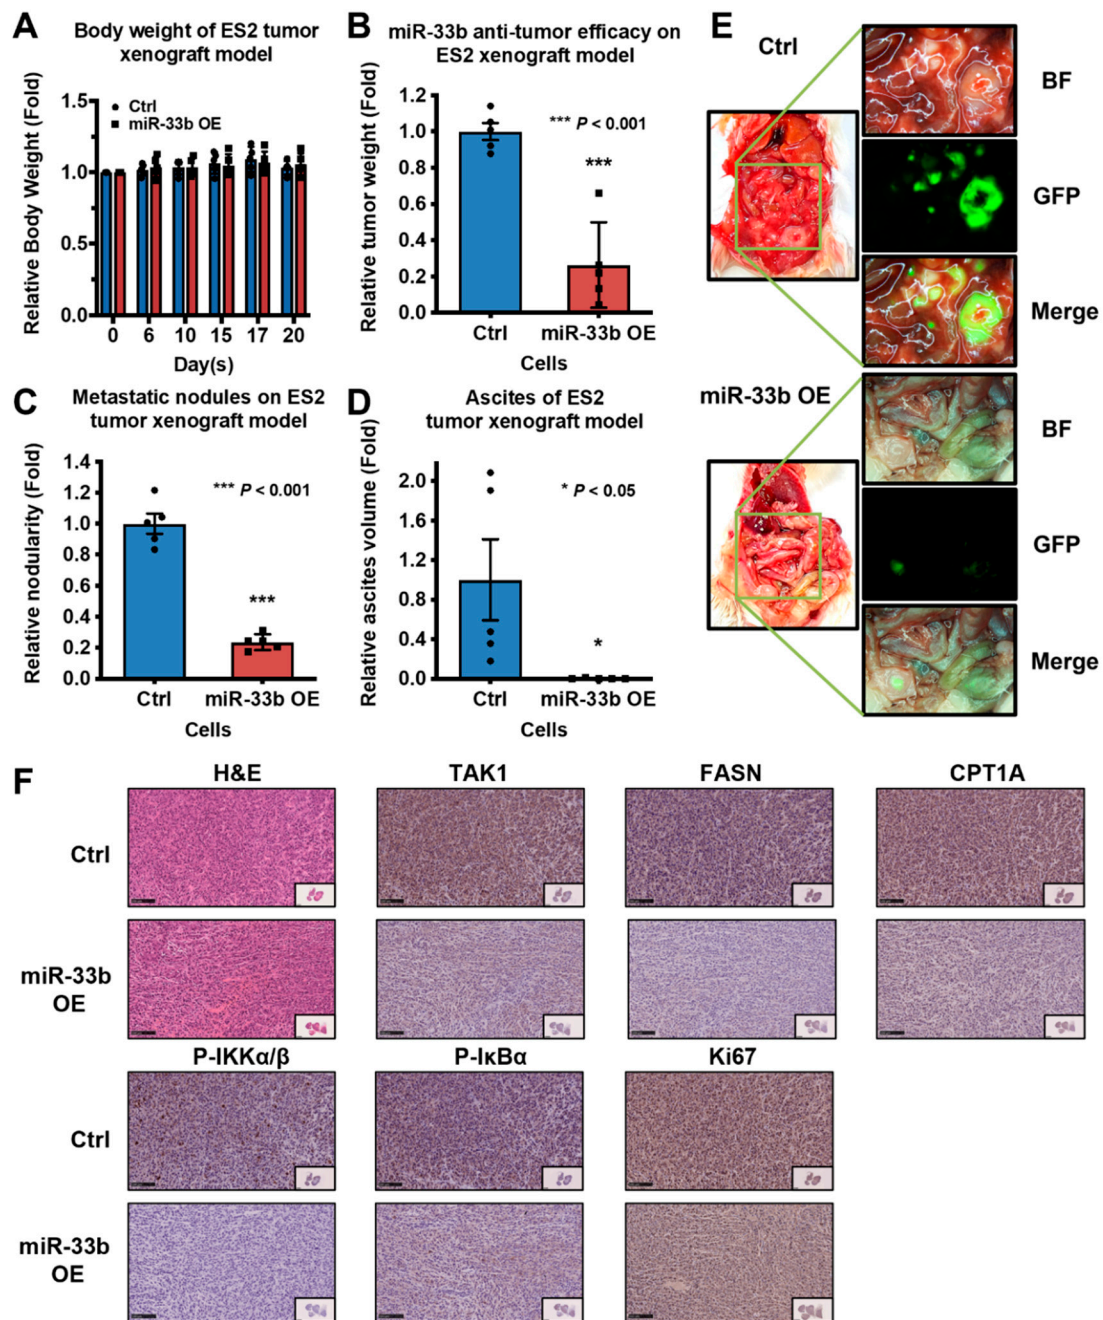 A
Body weight of ES2 tumor
xenograft model
Relative Body Weight (Fold)
1.5
1.0
0.5
0.0
Ctrl
miR-33b OE
0 6 10 15 17 20
Day(s)
B
miR-33b anti-tumor efficacy on
ES2 xenograft model
Relative tumor weight (Fold)
1.2
1.0
0.8
0.6
0.4
0.2
0.0
*** P < 0.001
***
Ctrl miR-33b OE
Cells
C
Metastatic nodules on ES2
tumor xenograft model
Relative nodularity (Fold)
1.4
1.2
1.0
0.8
0.6
0.4
0.2
0.0
*** P < 0.001
***
Ctrl miR-33b OE
Cells
D
Ascites of ES2
tumor xenograft model
Relative ascites volume (Fold)
2.0
1.6
1.2
0.8
0.4
0.0
* P < 0.05
*
Ctrl miR-33b OE
Cells
E
Ctrl
BF
GFP
Merge
miR-33b OE
BF
GFP
Merge
F
H&E TAK1 FASN CPT1A
Ctrl
miR-33b
OE
P-IKKα/β P-IκBα Ki67
Ctrl
miR-33b
OE